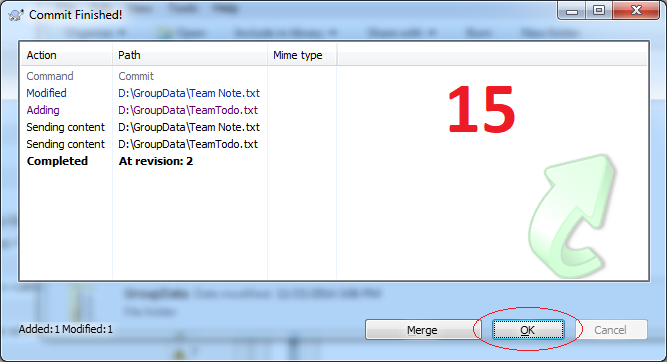 Commit Finished!
Action Path Mime type
Command Commit
Modified D:\GroupData\Team Note.txt
Adding D:\GroupData\TeamTodo.txt
Sending content D:\GroupData\Team Note.txt
Sending content D:\GroupData\TeamTodo.txt
Completed At revision: 2
15
Added:1 Modified:1
Merge OK Cancel